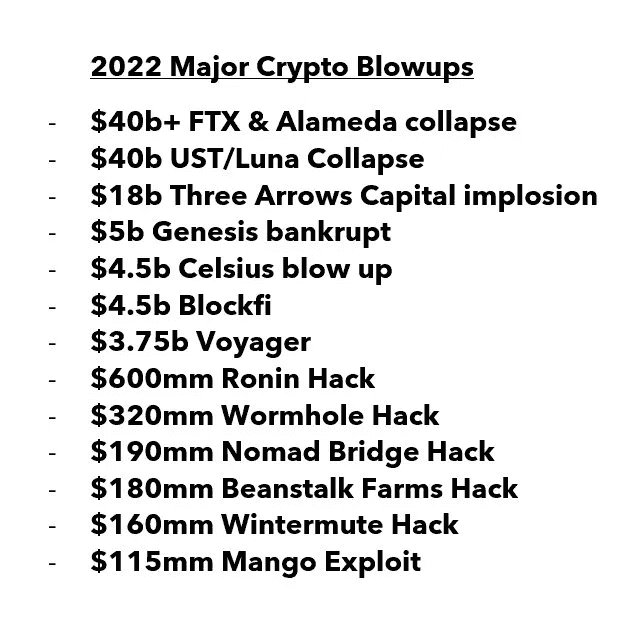 2022 Major Crypto Blowups
- $40b+ FTX & Alameda collapse
- $40b UST/Luna Collapse
- $18b Three Arrows Capital implosion
- $5b Genesis bankrupt
- $4.5b Celsius blow up
- $4.5b Blockfi
- $3.75b Voyager
- $600mm Ronin Hack
- $320mm Wormhole Hack
- $190mm Nomad Bridge Hack
- $180mm Beanstalk Farms Hack
- $160mm Wintermute Hack
- $115mm Mango Exploit